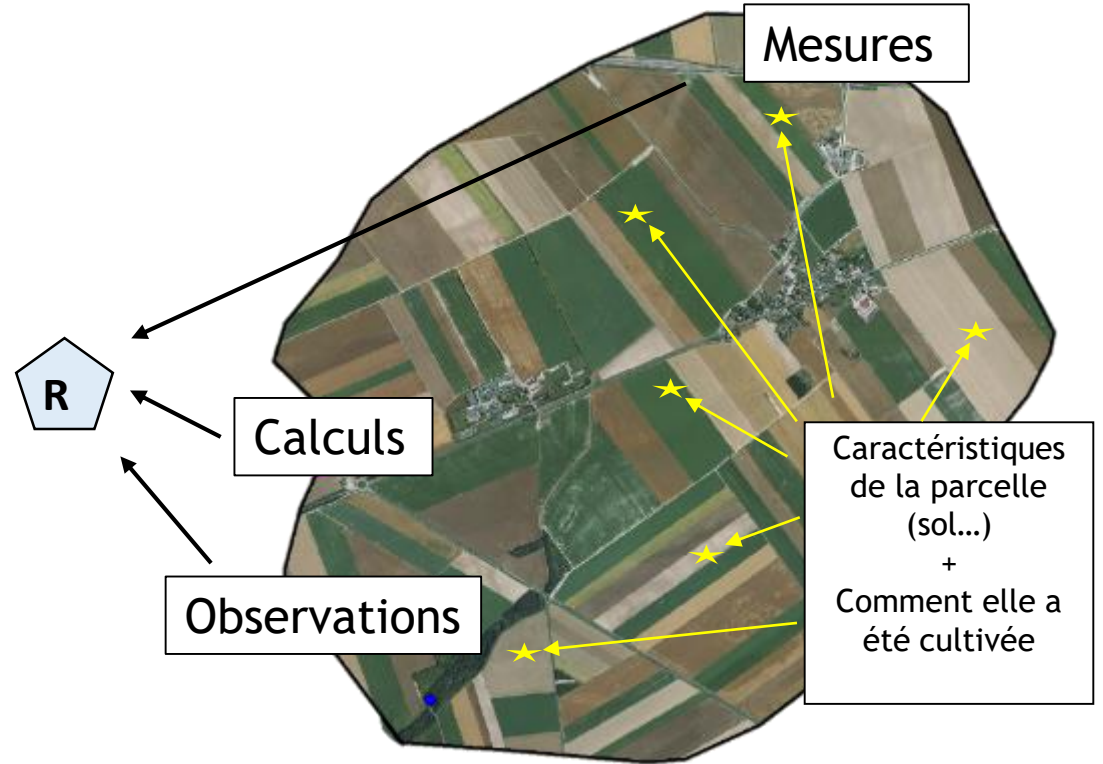 Mesures
R
Calculs
Caractéristiques
de la parcelle
(sol...)
+
Comment elle a
été cultivée
Observations